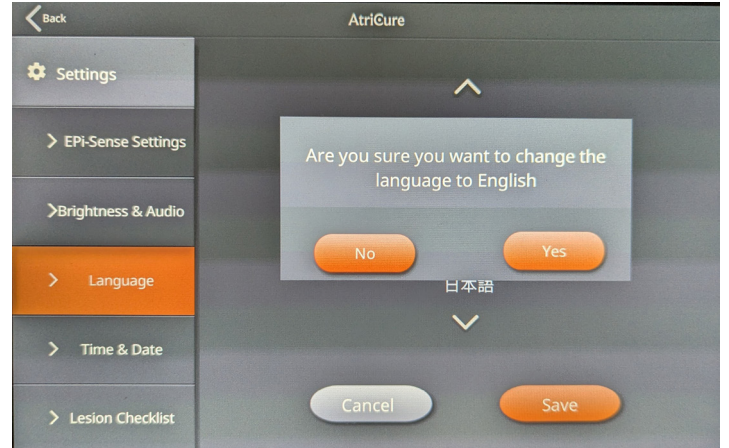 Back
AtriCure
Settings
EPi-Sense Settings
Brightness & Audio
Language
Time & Date
Lesion Checklist
Are you sure you want to change the
language to English
No
Yes
日本語
Cancel
Save